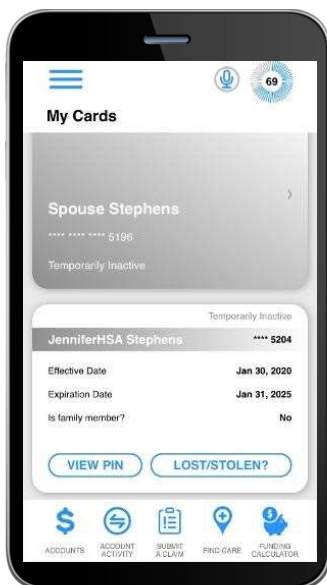 69
My Cards
Spouse Stephens
**** **** **** 5196
Temporarily Inactive
Temporarily Inactive
JenniferHSA Stephens **** 5204
Effective Date Jan 30, 2020
Expiration Date Jan 31, 2025
Is family member? No
VIEW PIN LOST/STOLEN?
ACCOUNTS ACCOUNT ACTIVITY SUBMIT A CLAIM FIND CARE FUNDING CALCULATOR